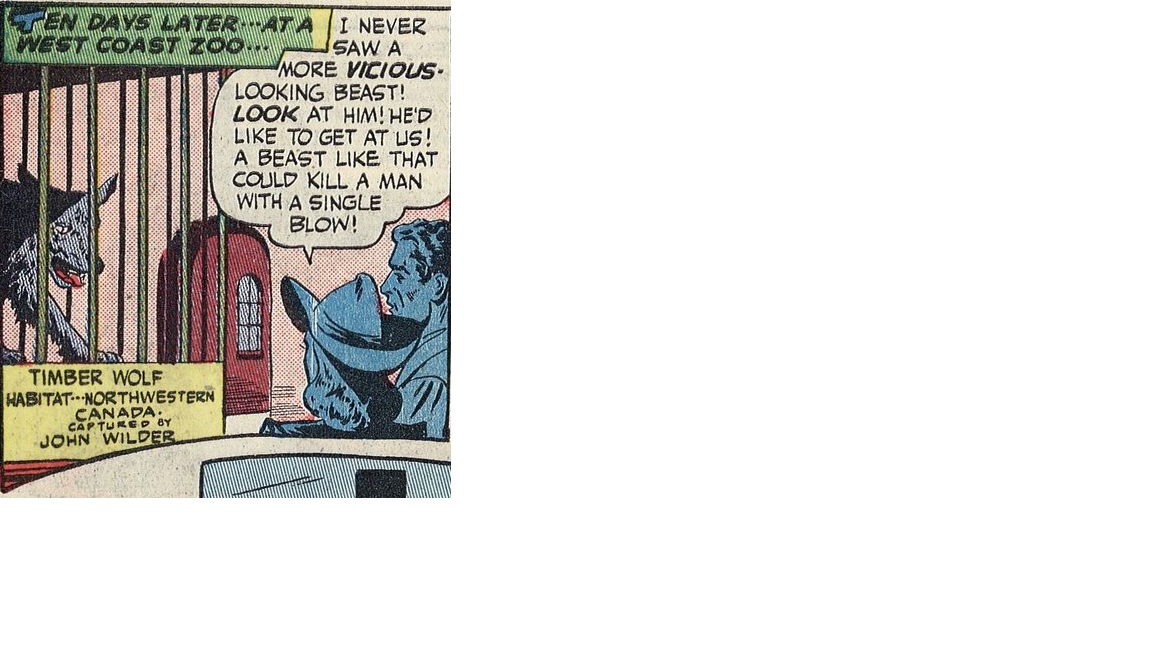 TEN DAYS LATER...AT A
WEST COAST ZOO...
I NEVER
SAW A
MORE VICIOUS-
LOOKING BEAST!
LOOK AT HIM! HE'D
LIKE TO GET AT US!
A BEAST LIKE THAT
COULD KILL A MAN
WITH A SINGLE
BLOW!
TIMBER WOLF
HABITAT...NORTHWESTERN
CANADA.
CAPTURED BY
JOHN WILDER